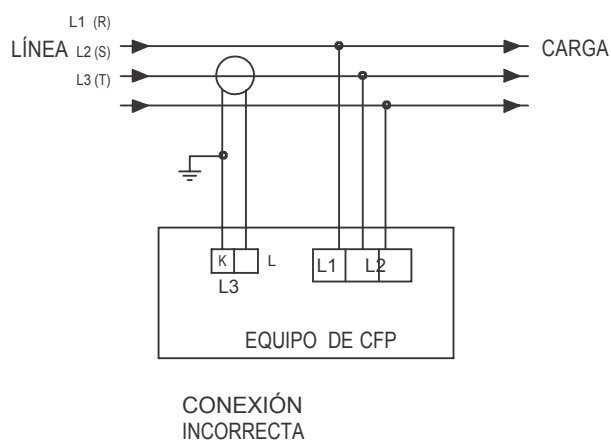 L1 (R)
LÍNEA L2 (S) CARGA
L3 (T)
K L L1 L2
L3
EQUIPO DE CFP
CONEXIÓN
INCORRECTA